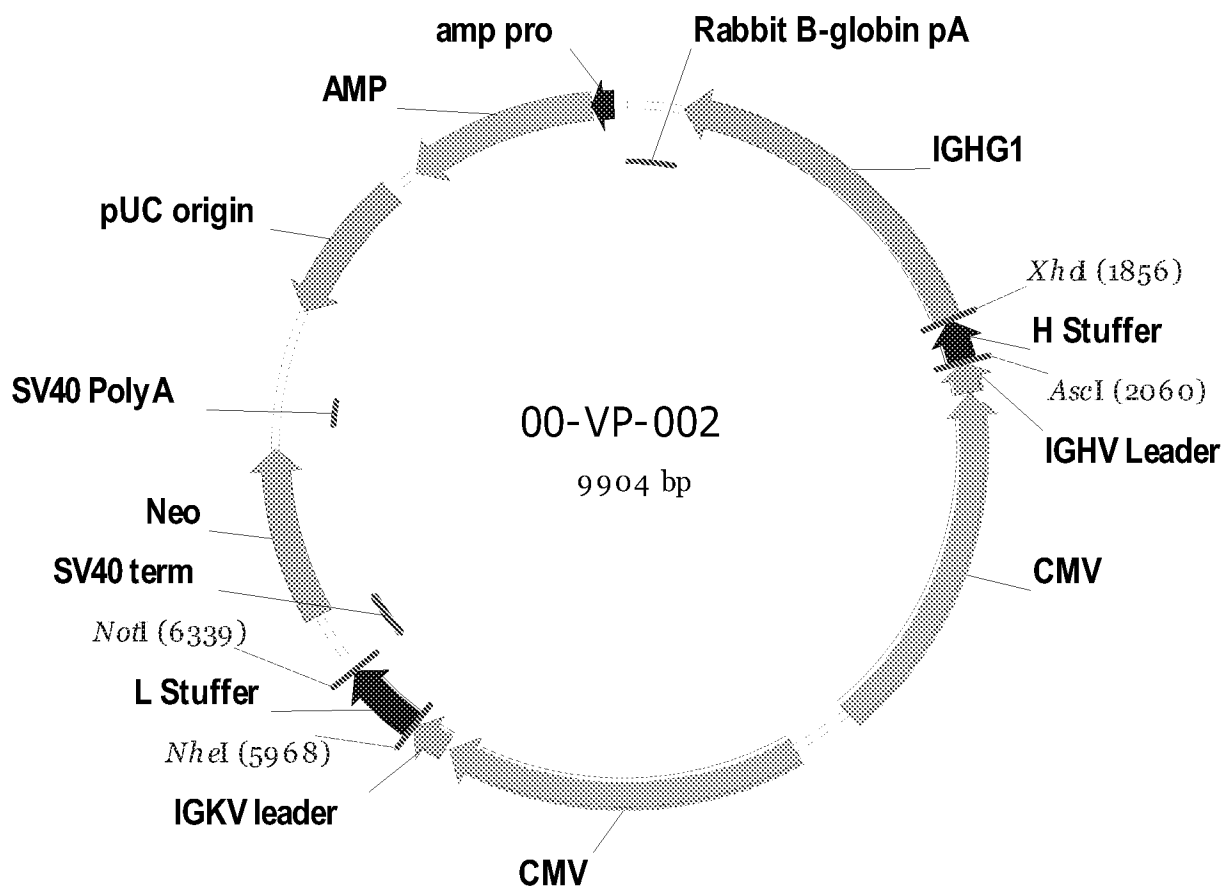 amp pro
Rabbit B-globin pA
AMP
IGHG1
pUC origin
XhoI (1856)
H Stuffer
SV40 PolyA
AscI (2060)
00-VP-002
IGHV Leader
9904 bp
Neo
SV40 term
CMV
NotI (6339)
L Stuffer
NheI (5968)
IGKV leader
CMV